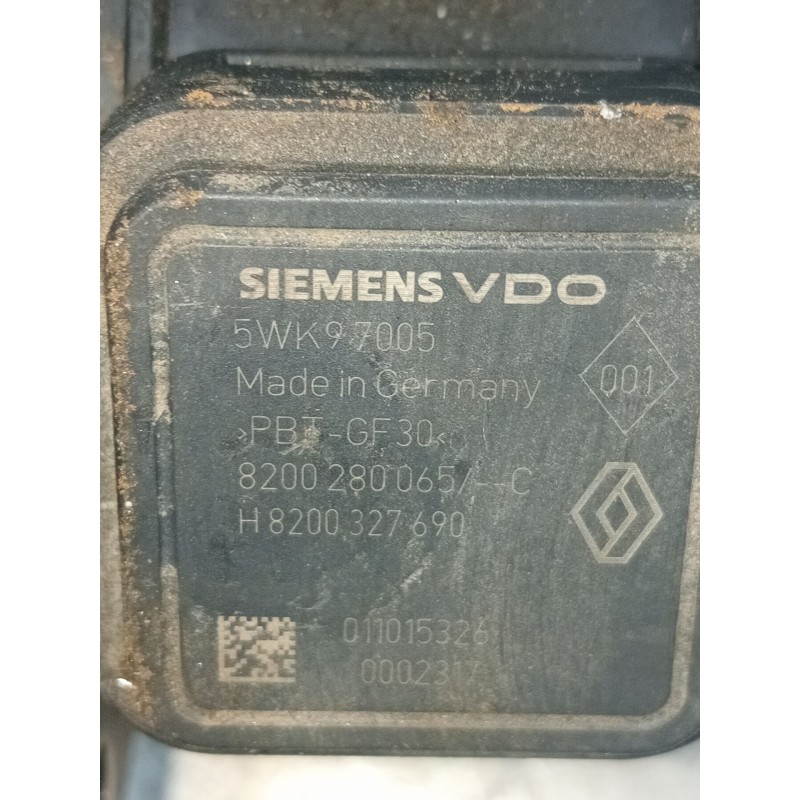 SIEMENS VDO
5WK9 7005
Made in Germany
001
>PBT-GF30<
8200 280 065/--C
H 8200 327 690
011015326
0002317